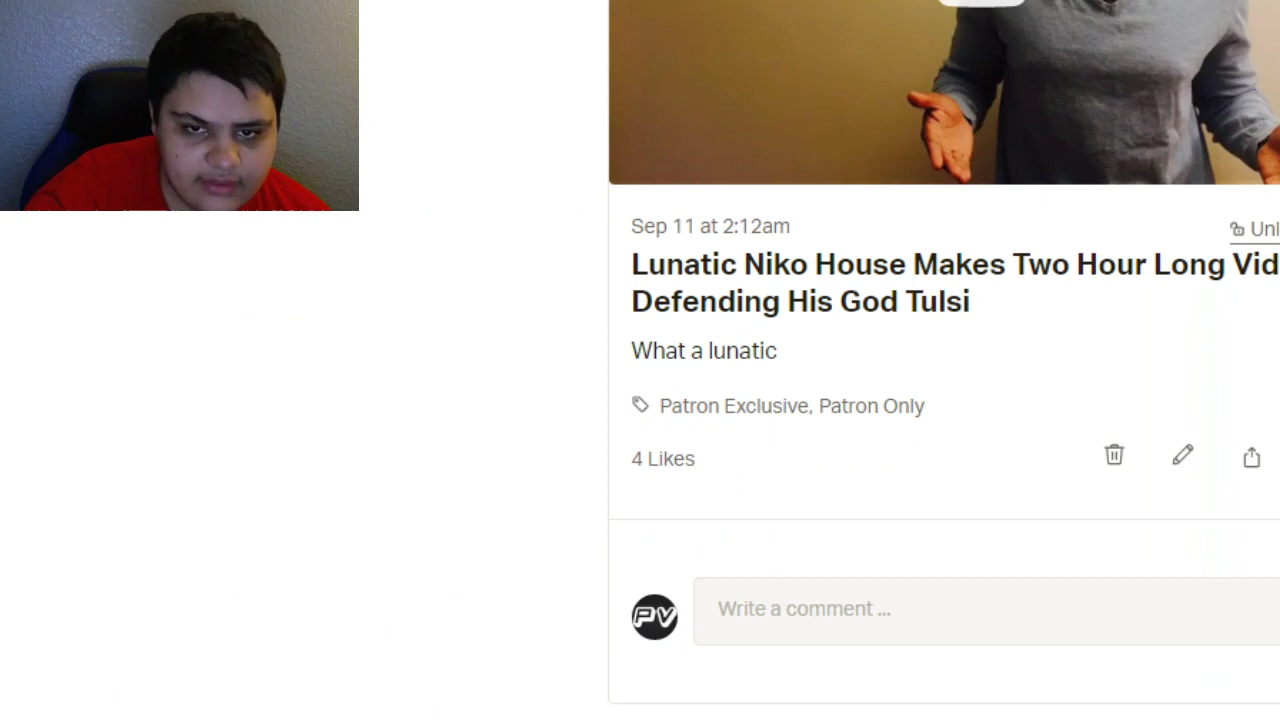 Sep 11 at 2:12am
Unl
Lunatic Niko House Makes Two Hour Long Vid
Defending His God Tulsi
What a lunatic
Patron Exclusive, Patron Only
4 Likes
PV
Write a comment ...